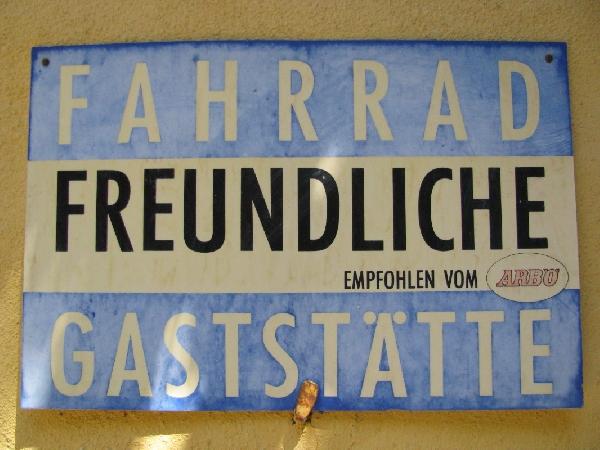 FAHRRAD
FREUNDLICHE
EMPFOHLEN VOM ARBÖ
GASTSTÄTTE